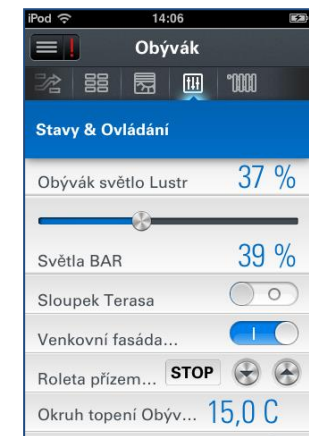 iPod 14:06
Obývák
Stavy & Ovládání
Obývák světlo Lustr 37 %
Světla BAR 39 %
Sloupek Terasa
Venkovní fasáda...
Roleta přízem... STOP
Okruh topení Obýv... 15,0 C